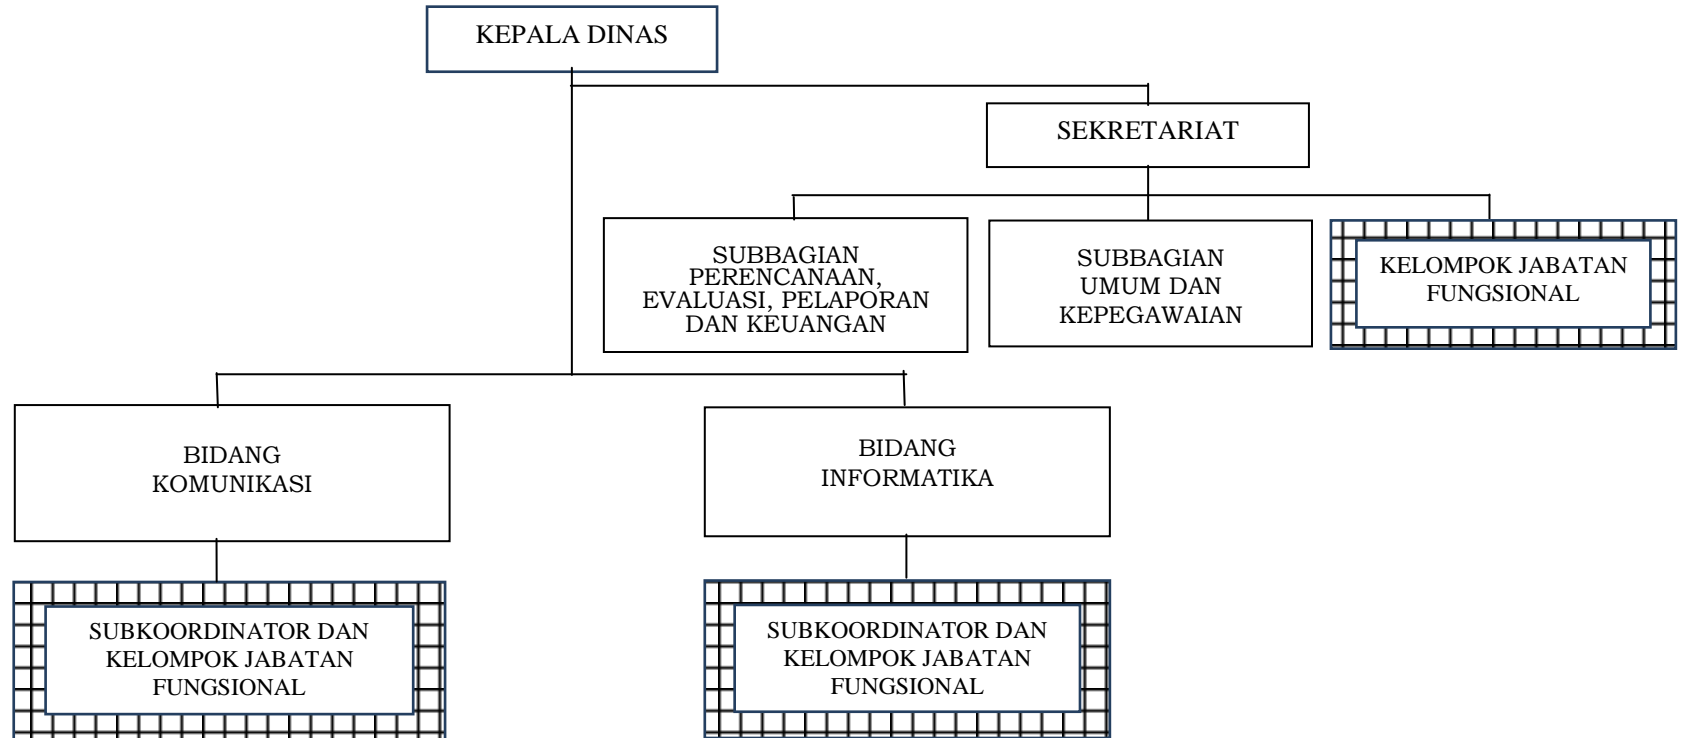 KEPALA DINAS
SEKRETARIAT
SUBBAGIAN
PERENCANAAN,
EVALUASI, PELAPORAN
DAN KEUANGAN
SUBBAGIAN
UMUM DAN
KEPEGAWAIAN
KELOMPOK JABATAN
FUNGSIONAL
BIDANG
KOMUNIKASI
BIDANG
INFORMATIKA
SUBKOORDINATOR DAN
KELOMPOK JABATAN
FUNGSIONAL
SUBKOORDINATOR DAN
KELOMPOK JABATAN
FUNGSIONAL